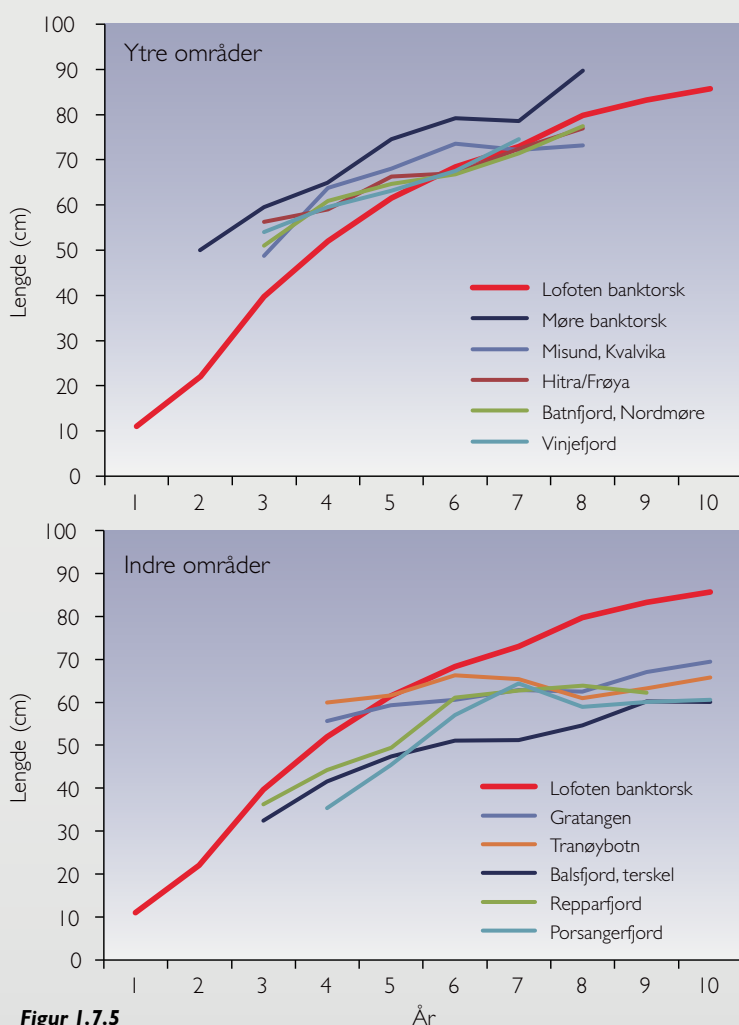 Ytre områder
Lengde (cm)
100
90
80
70
60
50
40
30
20
10
0
Lofoten banktorsk
Møre banktorsk
Misund, Kvalvika
Hitra/Frøya
Batnfjord, Nordmøre
Vinjefjord
1 2 3 4 5 6 7 8 9 10
Indre områder
Lengde (cm)
100
90
80
70
60
50
40
30
20
10
0
Lofoten banktorsk
Gratangen
Tranøybotn
Balsfjord, terskel
Repparfjord
Porsangerfjord
1 2 3 4 5 6 7 8 9 10
År
Figur 1.7.5